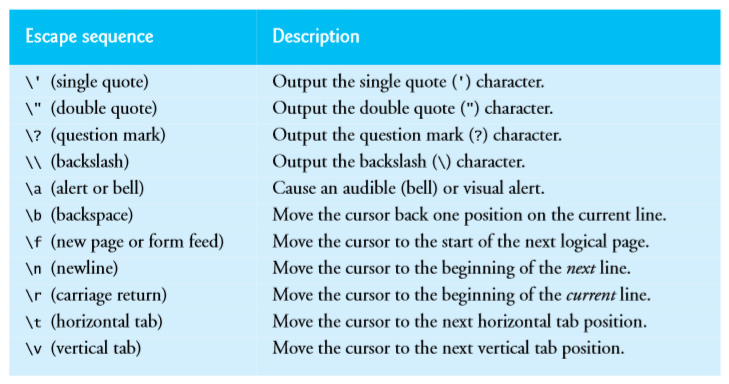 Escape sequence Description
\' (single quote) Output the single quote (') character.
\" (double quote) Output the double quote (") character.
\? (question mark) Output the question mark (?) character.
\\ (backslash) Output the backslash (\) character.
\a (alert or bell) Cause an audible (bell) or visual alert.
\b (backspace) Move the cursor back one position on the current line.
\f (new page or form feed) Move the cursor to the start of the next logical page.
\n (newline) Move the cursor to the beginning of the next line.
\r (carriage return) Move the cursor to the beginning of the current line.
\t (horizontal tab) Move the cursor to the next horizontal tab position.
\v (vertical tab) Move the cursor to the next vertical tab position.